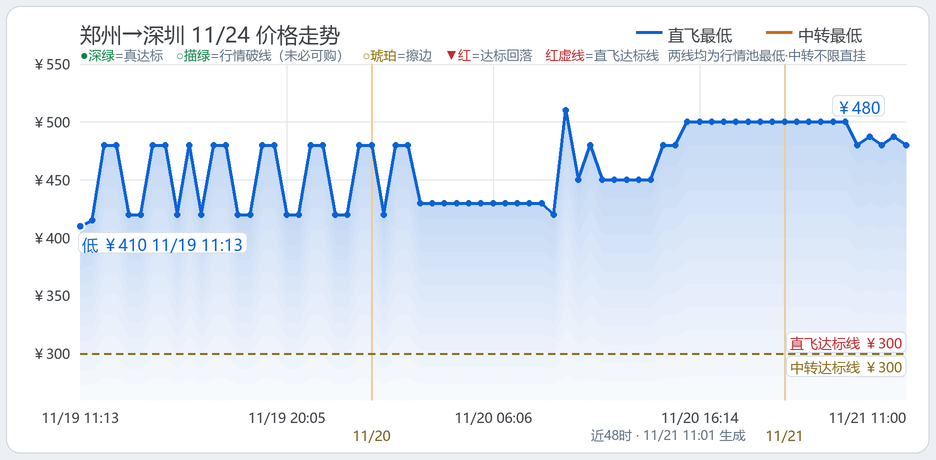 郑州→深圳 11/24 价格走势
直飞最低 中转最低
●深绿=真达标 ○描绿=行情破线（未必可购） ○琥珀=擦边 ▼红=达标回落 红虚线=直飞达标线 两线均为行情池最低·中转不限直挂
¥550
¥500
¥480
¥450
¥400
低 ¥410 11/19 11:13
¥350
直飞达标线 ¥300
¥300
中转达标线 ¥300
11/19 11:13 11/19 20:05 11/20 06:06 11/20 16:14 11/21 11:00
11/20 近48时 · 11/21 11:01 生成 11/21